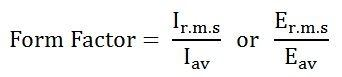 Form Factor = I_r.m.s / I_av or E_r.m.s / E_av